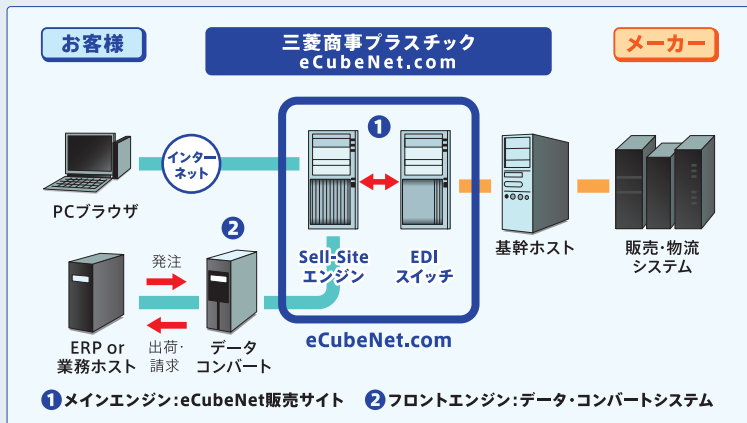 お客様
三菱商事プラスチック
eCubeNet.com
メーカー
1
インター
ネット
PCブラウザ
2
Sell-Site
エンジン
EDI
スイッチ
基幹ホスト
販売・物流
システム
発注
ERP or
業務ホスト
出荷・
請求
データ
コンバート
eCubeNet.com
1 メインエンジン:eCubeNet販売サイト
2 フロントエンジン:データ・コンバートシステム